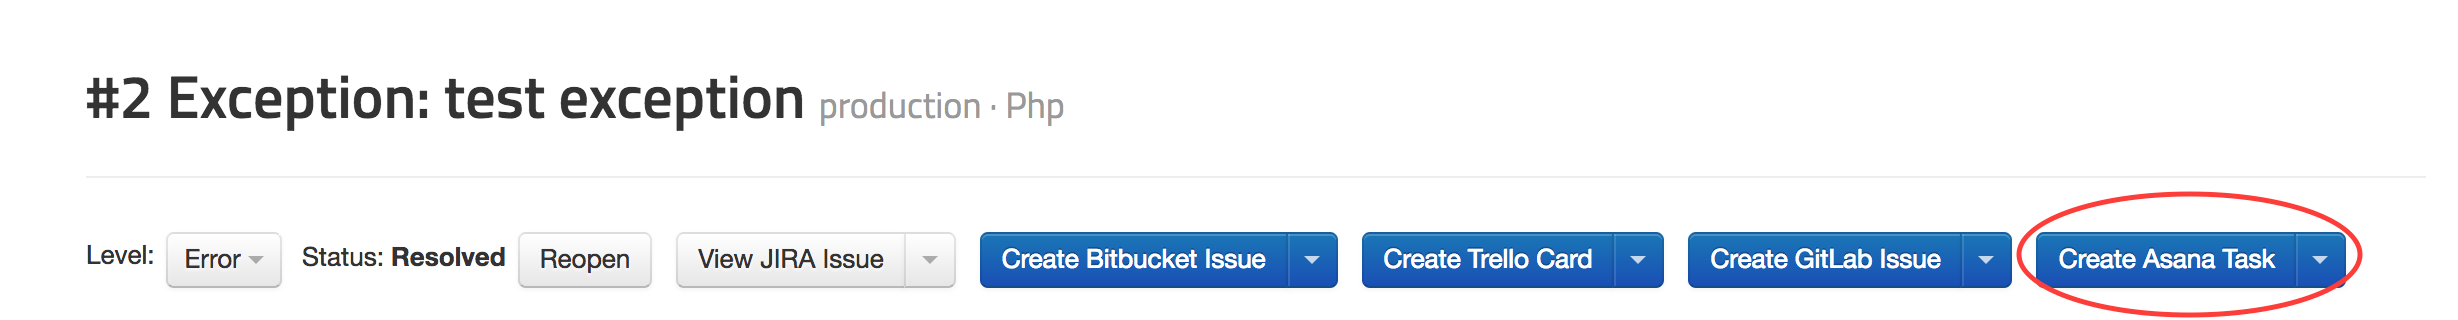 #2 Exception: test exception production · Php
Level: Error Status: Resolved Reopen View JIRA Issue Create Bitbucket Issue Create Trello Card Create GitLab Issue Create Asana Task